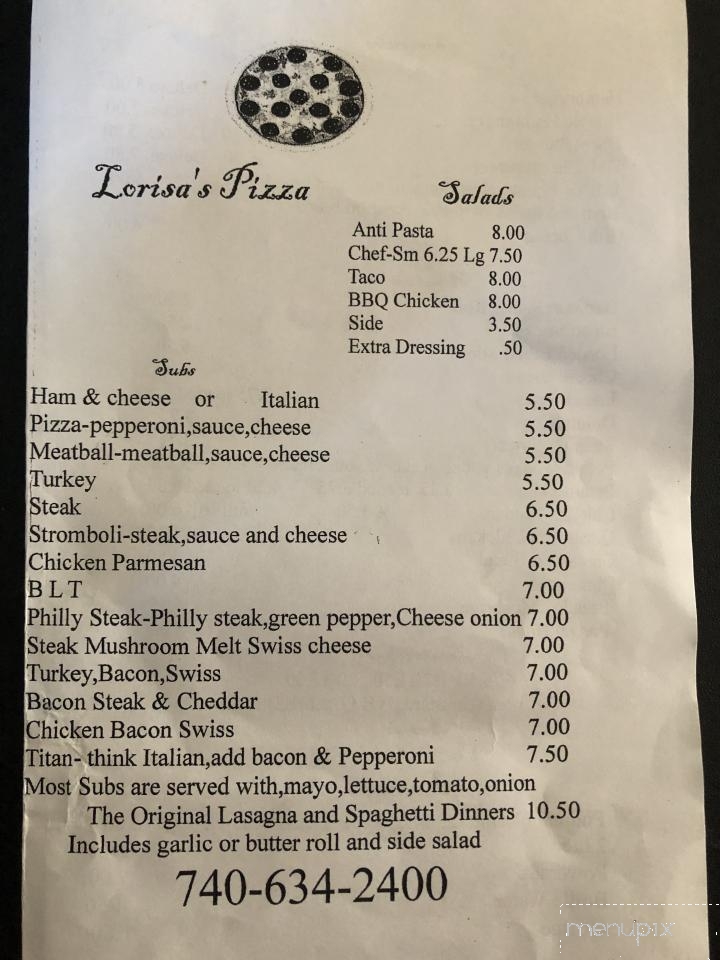 Lorisa's Pizza
Salads
Anti Pasta 8.00
Chef-Sm 6.25 Lg 7.50
Taco 8.00
BBQ Chicken 8.00
Side 3.50
Extra Dressing .50
Subs
Ham & cheese or Italian 5.50
Pizza-pepperoni,sauce,cheese 5.50
Meatball-meatball,sauce,cheese 5.50
Turkey 5.50
Steak 6.50
Stromboli-steak,sauce and cheese 6.50
Chicken Parmesan 6.50
B L T 7.00
Philly Steak-Philly steak,green pepper,Cheese onion 7.00
Steak Mushroom Melt Swiss cheese 7.00
Turkey,Bacon,Swiss 7.00
Bacon Steak & Cheddar 7.00
Chicken Bacon Swiss 7.00
Titan- think Italian,add bacon & Pepperoni 7.50
Most Subs are served with,mayo,lettuce,tomato,onion
The Original Lasagna and Spaghetti Dinners 10.50
Includes garlic or butter roll and side salad
740-634-2400
menupix